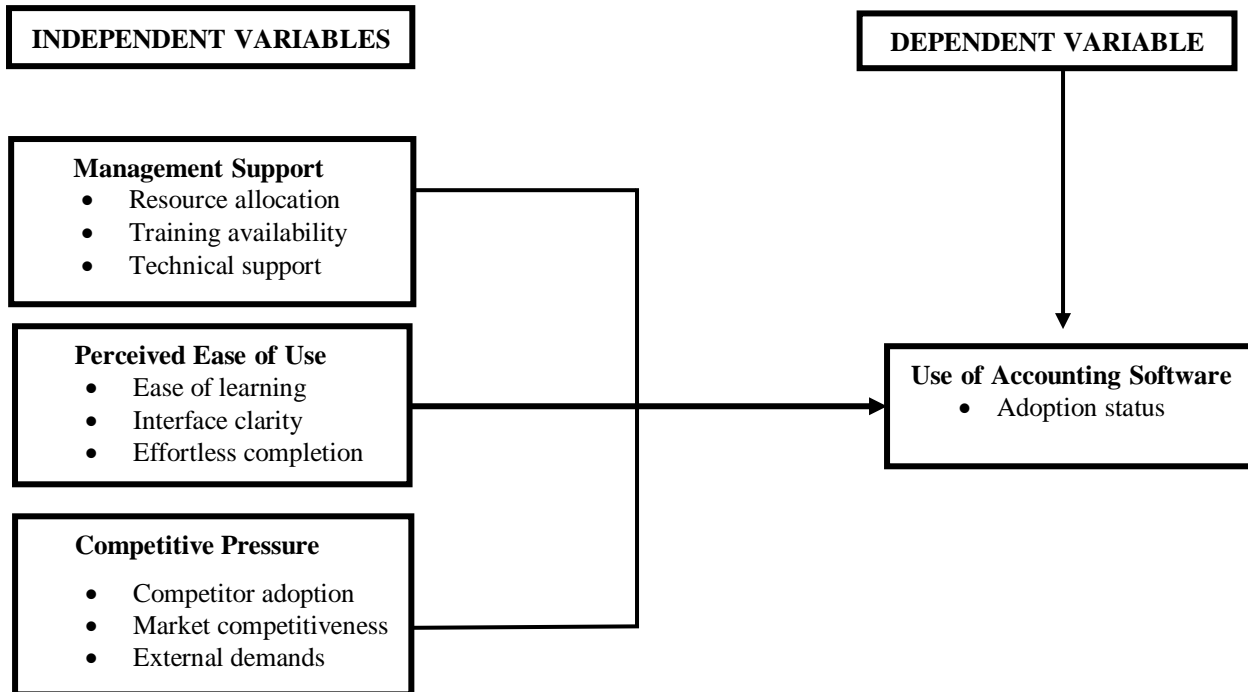 INDEPENDENT VARIABLES
DEPENDENT VARIABLE
Management Support
• Resource allocation
• Training availability
• Technical support
Perceived Ease of Use
• Ease of learning
• Interface clarity
• Effortless completion
Use of Accounting Software
• Adoption status
Competitive Pressure
• Competitor adoption
• Market competitiveness
• External demands